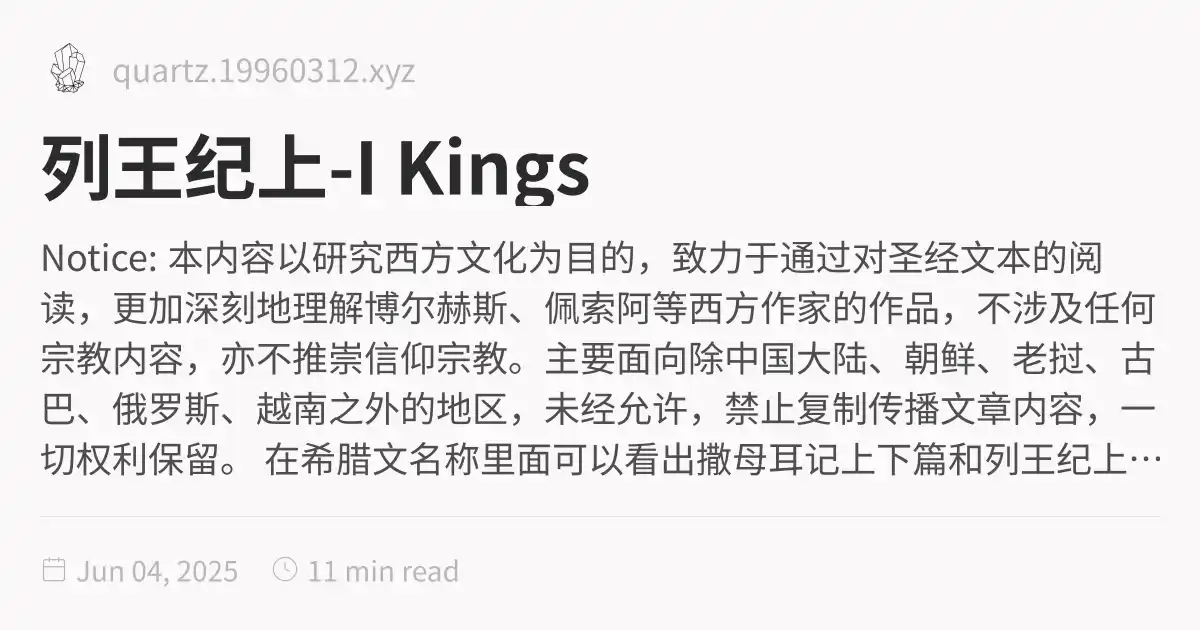 quartz.19960312.xyz
列王纪上-I Kings
Notice: 本内容以研究西方文化为目的，致力于通过对圣经文本的阅
读，更加深刻地理解博尔赫斯、佩索阿等西方作家的作品，不涉及任何
宗教内容，亦不推崇信仰宗教。主要面向除中国大陆、朝鲜、老挝、古
巴、俄罗斯、越南之外的地区，未经允许，禁止复制传播文章内容，一
切权利保留。 在希腊文名称里面可以看出撒母耳记上下篇和列王纪上…
Jun 04, 2025 11 min read